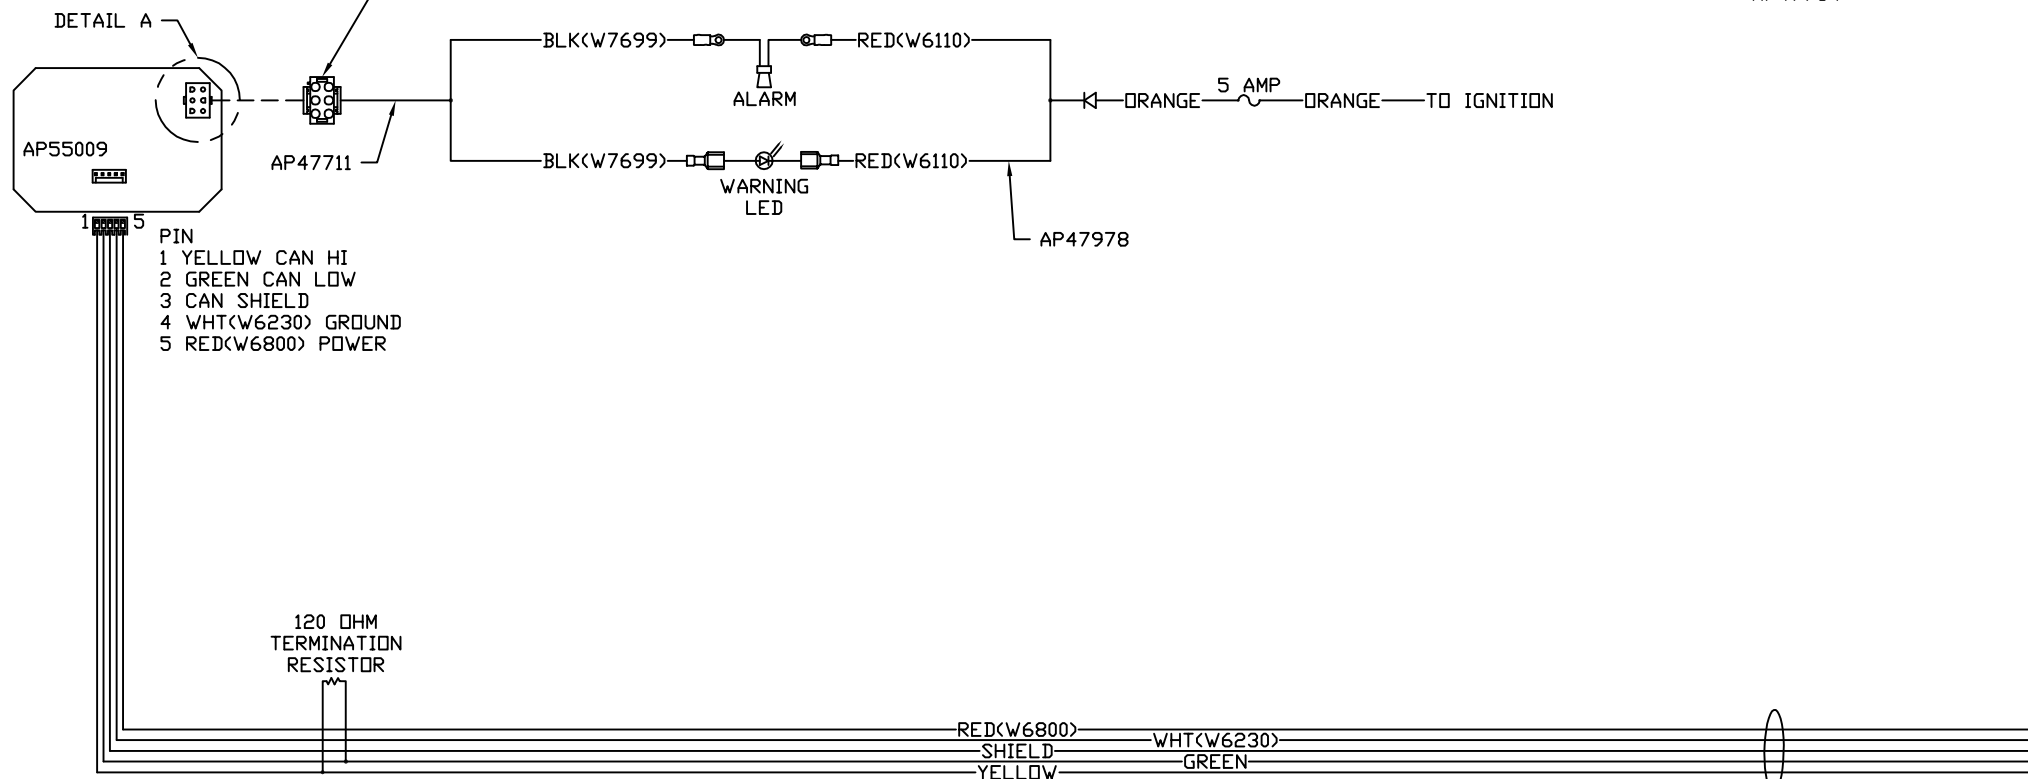 DETAIL A
BLK(W7699)
RED(W6110)
ALARM
5 AMP
ORANGE
ORANGE
TO IGNITION
AP55009
AP47711
BLK(W7699)
RED(W6110)
WARNING
LED
AP47978
1
5
PIN
1 YELLOW CAN HI
2 GREEN CAN LOW
3 CAN SHIELD
4 WHT(W6230) GROUND
5 RED(W6800) POWER
120 OHM
TERMINATION
RESISTOR
RED(W6800)
WHT(W6230)
SHIELD
GREEN
YELLOW